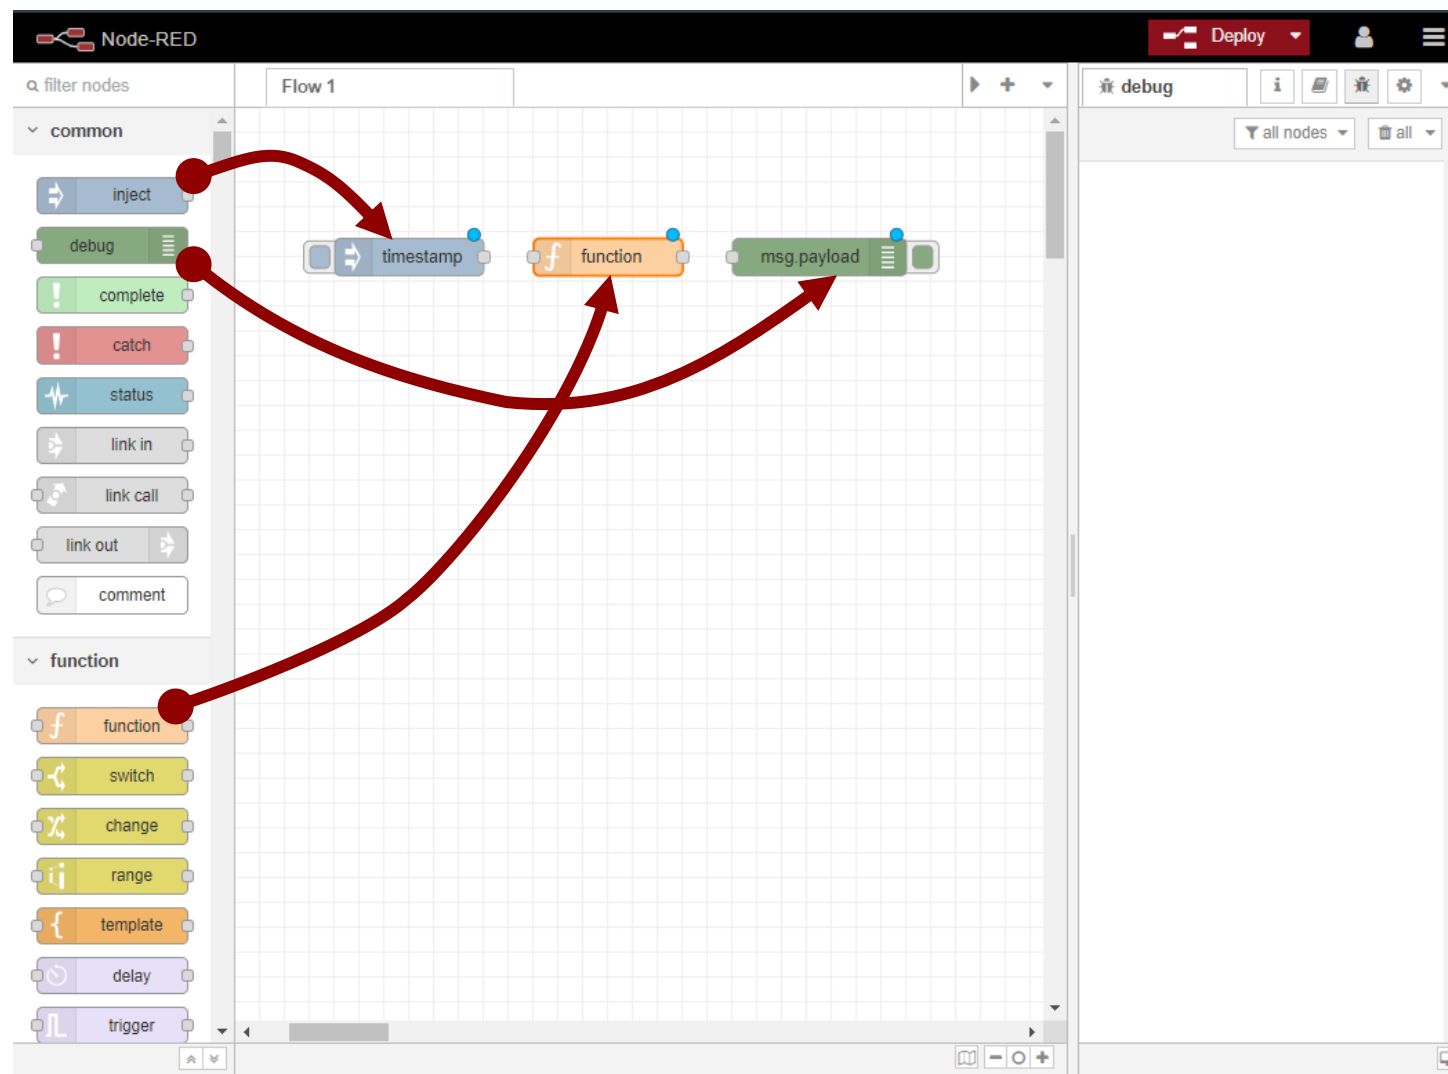 Node-RED
Deploy
filter nodes
Flow 1
debug
i
all nodes
all
common
inject
debug
complete
catch
status
link in
link call
link out
comment
timestamp
function
msg.payload
function
function
switch
change
range
template
delay
trigger